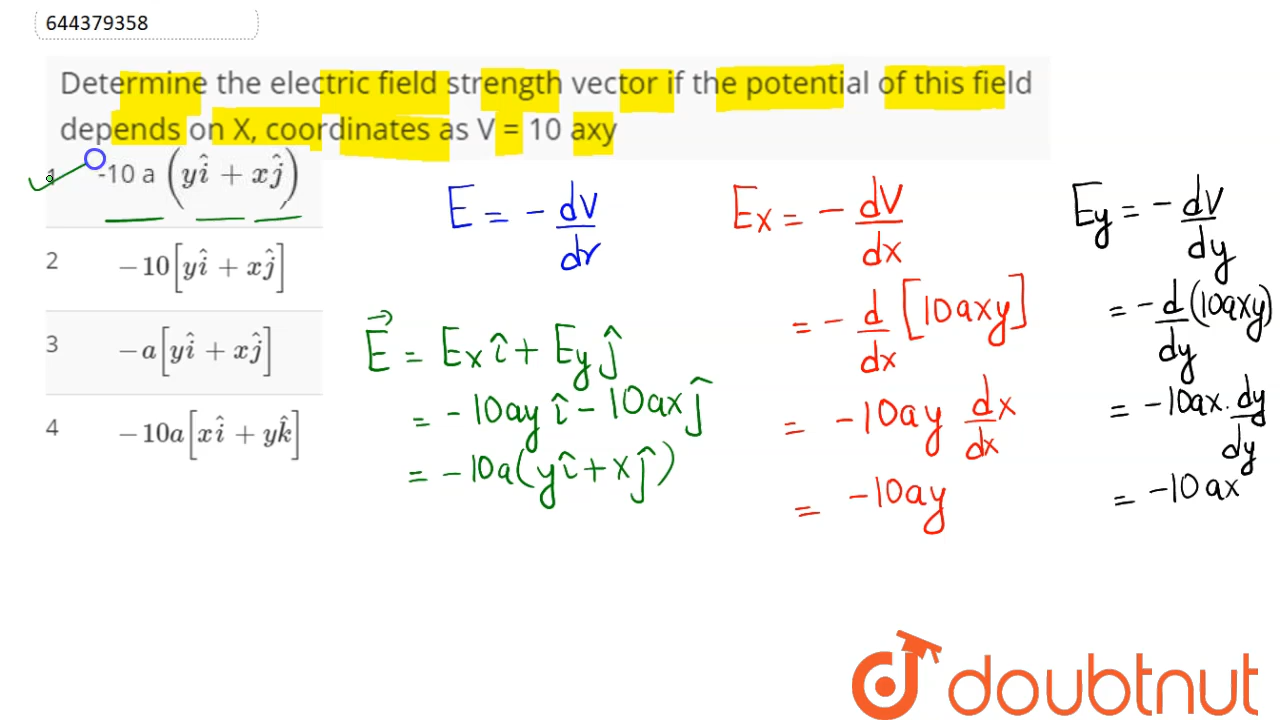 644379358
Determine the electric field strength vector if the potential of this field
depends on X, coordinates as V = 10 axy
1 -10 a (yî + xĵ)
2 −10[yî + xĵ]
3 −a[yî + xĵ]
4 −10a[xî + yk̂]
E = - dV/dr
E⃗ = Ex î + Ey ĵ
= -10ay î - 10ax ĵ
= -10a(yî + xĵ)
Ex = - dV/dx
= - d/dx [10axy]
= -10ay dx/dx
= -10ay
Ey = - dV/dy
= - d/dy (10axy)
= -10ax. dy/dy
= -10ax
doubtnut